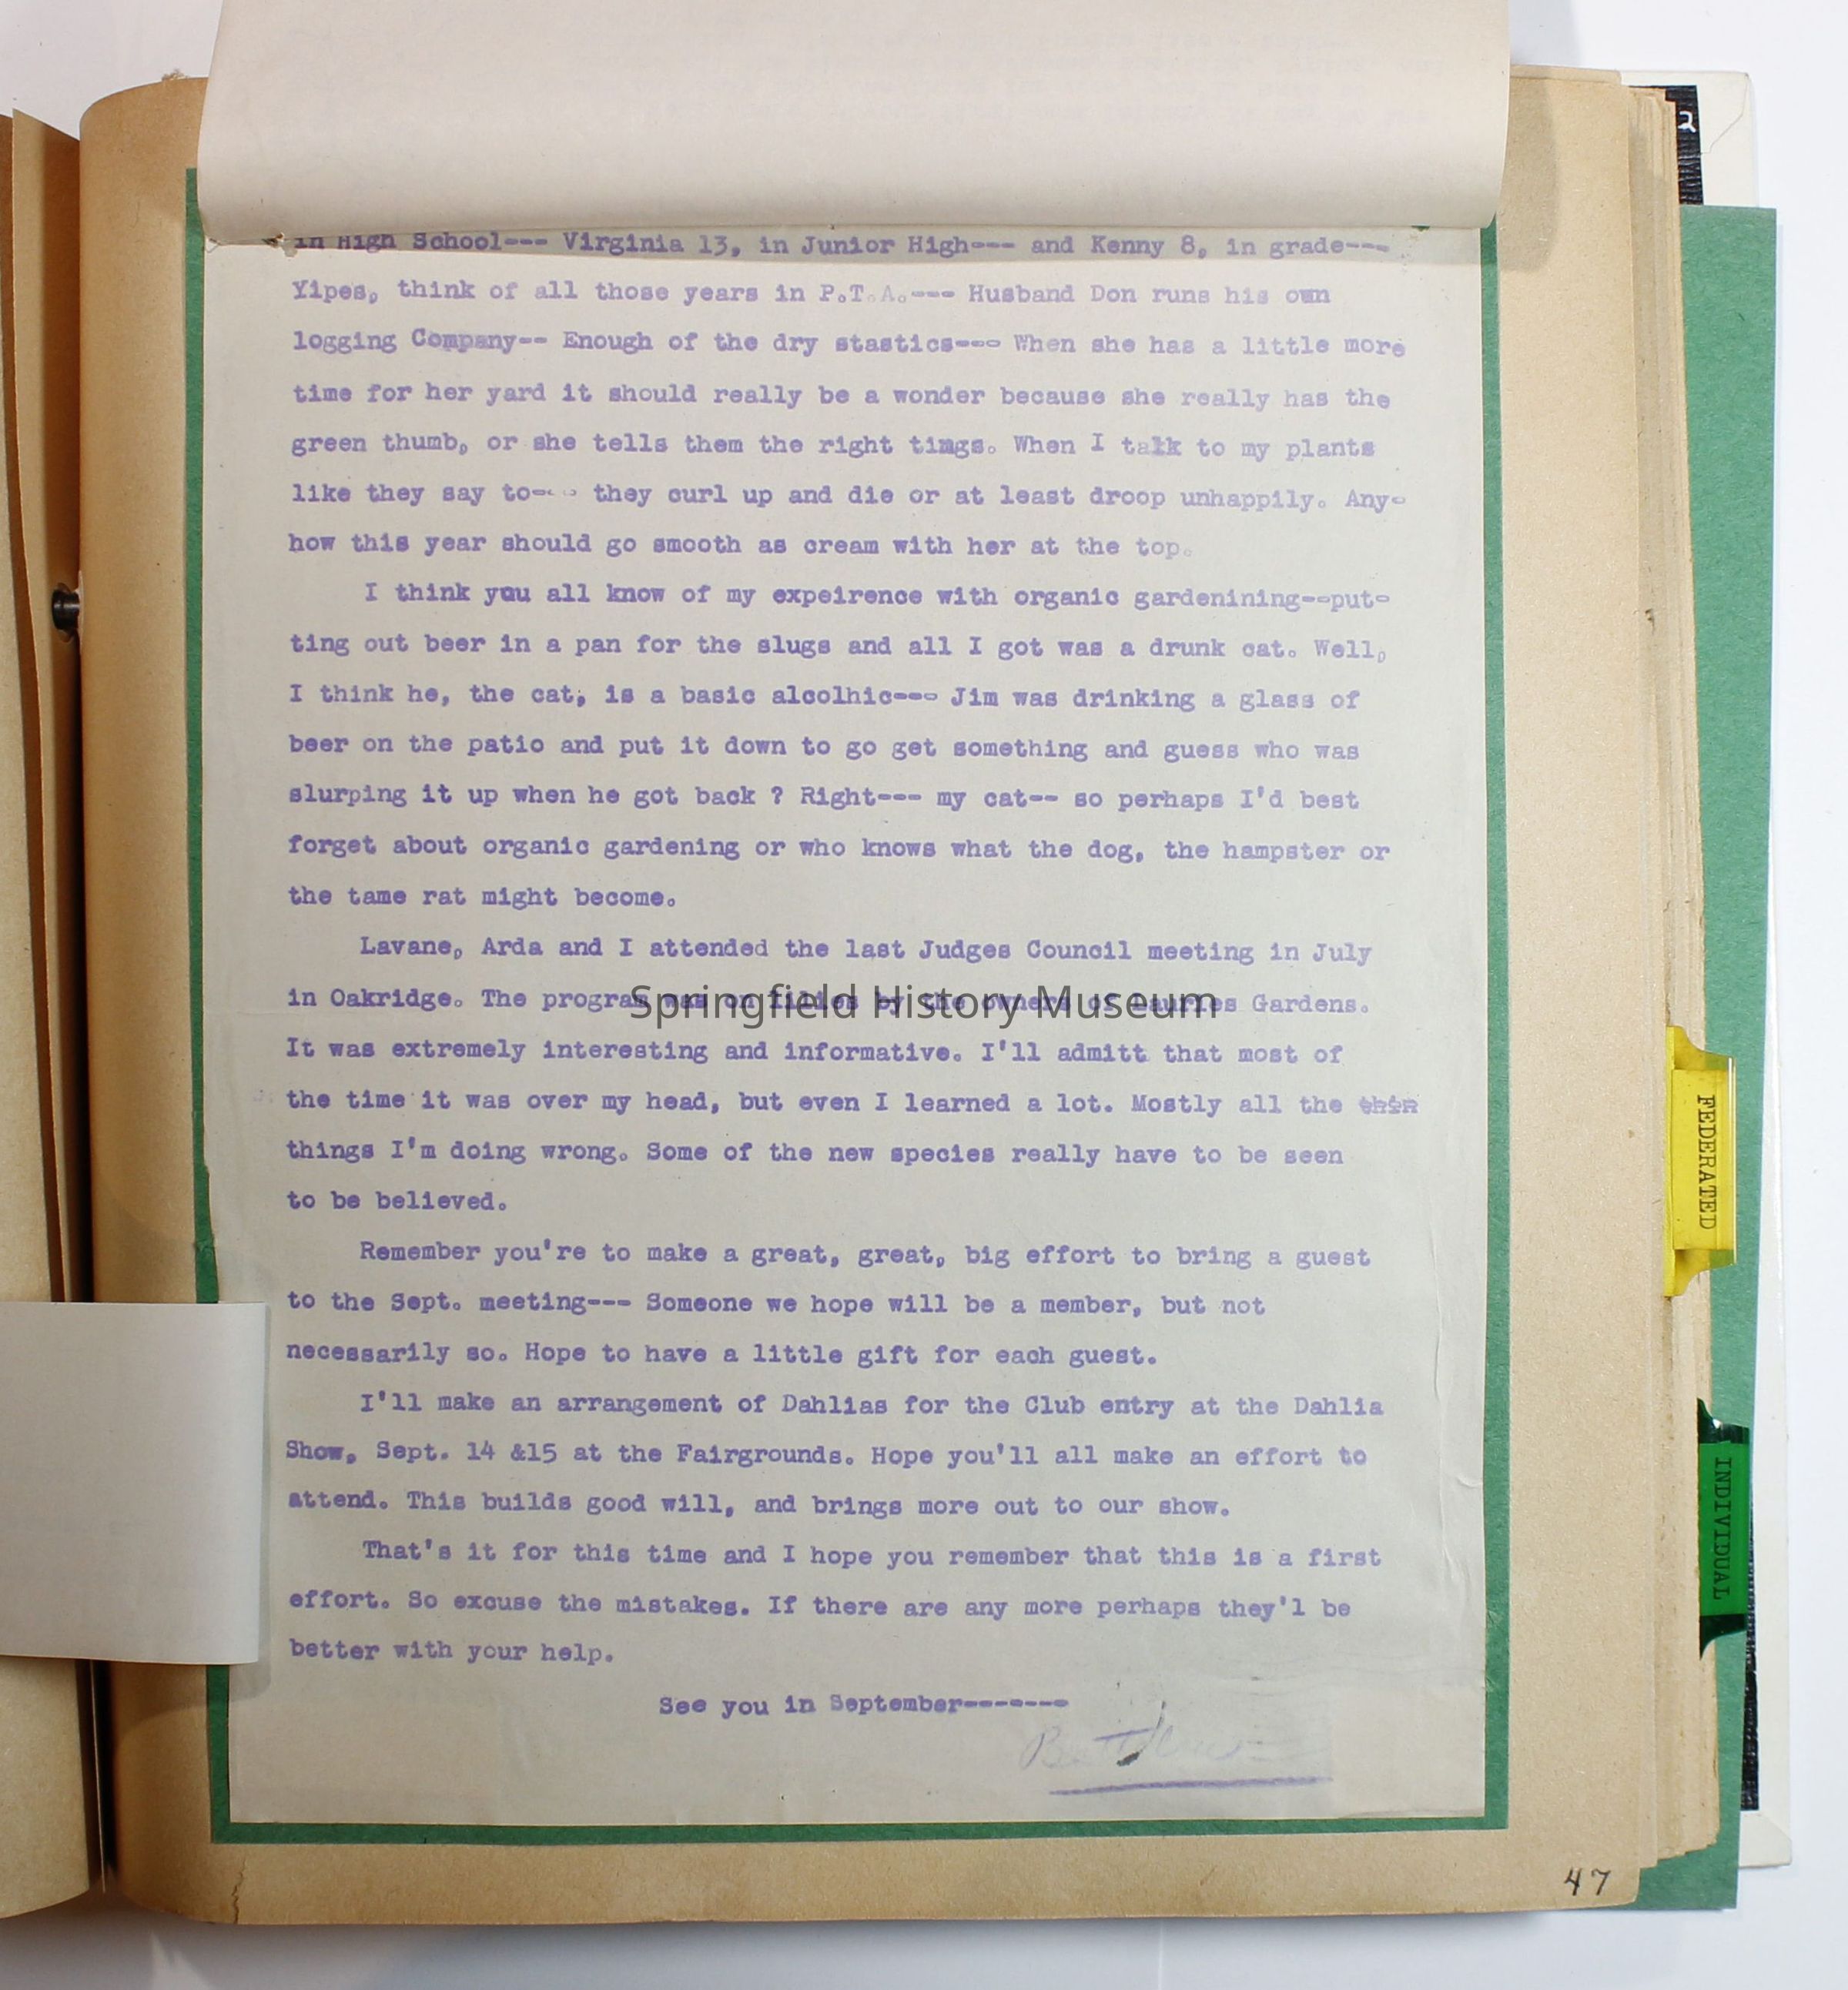 2
in High School--- Virginia 13, in Junior High--- and Kenny 8, in grade---
Yipes, think of all those years in P.T.A.--- Husband Don runs his own
logging Company-- Enough of the dry stastics--- When she has a little more
time for her yard it should really be a wonder because she really has the
green thumb, or she tells them the right tings. When I talk to my plants
like they say to--- they curl up and die or at least droop unhappily. Any-
how this year should go smooth as cream with her at the top.
I think you all know of my expeirence with organic gardenining--put-
ting out beer in a pan for the slugs and all I got was a drunk cat. Well,
I think he, the cat, is a basic alcolhic--- Jim was drinking a glass of
beer on the patio and put it down to go get something and guess who was
slurping it up when he got back ? Right--- my cat-- so perhaps I'd best
forget about organic gardening or who knows what the dog, the hampster or
the tame rat might become.
Lavane, Arda and I attended the last Judges Council meeting in July
in Oakridge. The program was on lilies by the owners of Lauries Gardens.
Springfield History Museum
It was extremely interesting and informative. I'll admitt that most of
the time it was over my head, but even I learned a lot. Mostly all the thin
things I'm doing wrong. Some of the new species really have to be seen
to be believed.
Remember you're to make a great, great, big effort to bring a guest
to the Sept. meeting--- Someone we hope will be a member, but not
necessarily so. Hope to have a little gift for each guest.
I'll make an arrangement of Dahlias for the Club entry at the Dahlia
Show, Sept. 14 &15 at the Fairgrounds. Hope you'll all make an effort to
attend. This builds good will, and brings more out to our show.
That's it for this time and I hope you remember that this is a first
effort. So excuse the mistakes. If there are any more perhaps they'l be
better with your help.
See you in September-------
FEDERATED
INDIVIDUAL
47